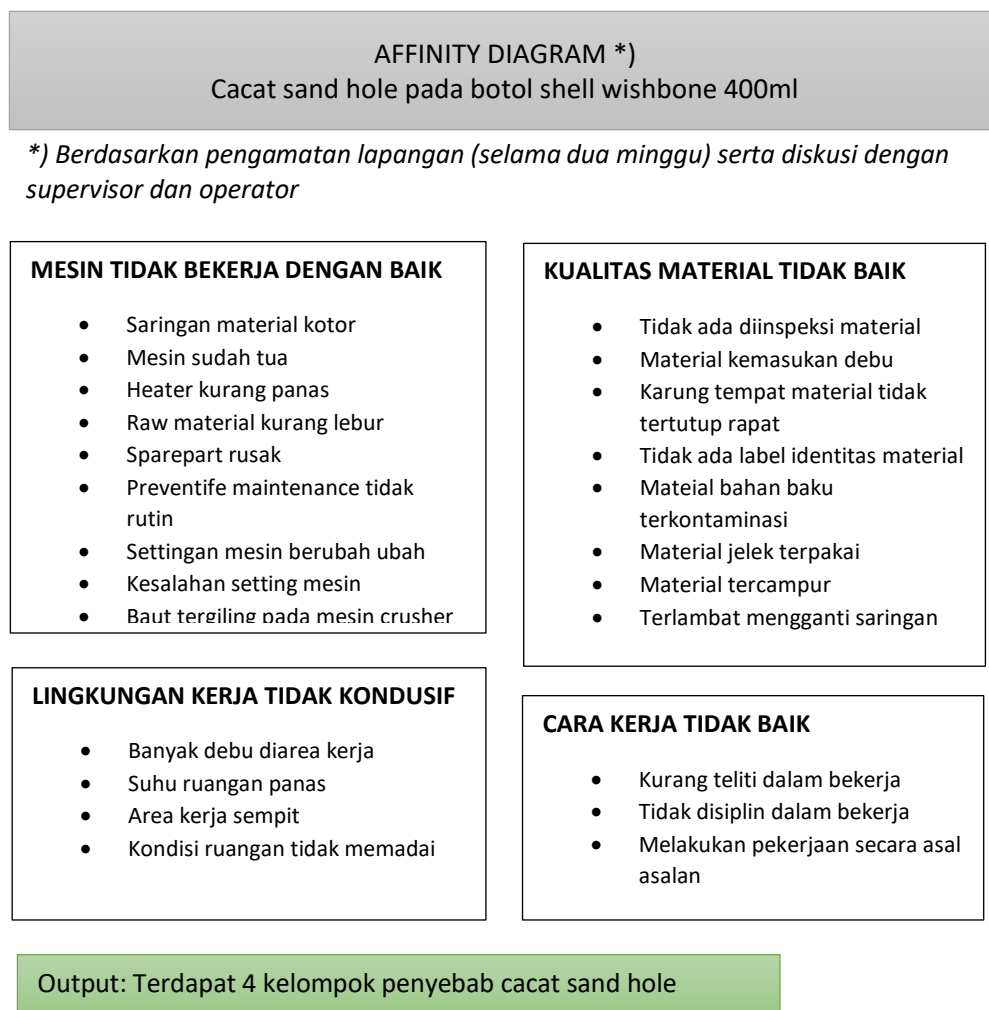 AFFINITY DIAGRAM *)
Cacat sand hole pada botol shell wishbone 400ml
*) Berdasarkan pengamatan lapangan (selama dua minggu) serta diskusi dengan
supervisor dan operator
MESIN TIDAK BEKERJA DENGAN BAIK
• Saringan material kotor
• Mesin sudah tua
• Heater kurang panas
• Raw material kurang lebur
• Sparepart rusak
• Preventife maintenance tidak
rutin
• Settingan mesin berubah ubah
• Kesalahan setting mesin
• Baut tergiling pada mesin crusher
KUALITAS MATERIAL TIDAK BAIK
• Tidak ada diinspeksi material
• Material kemasukan debu
• Karung tempat material tidak
tertutup rapat
• Tidak ada label identitas material
• Mateial bahan baku
terkontaminasi
• Material jelek terpakai
• Material tercampur
• Terlambat mengganti saringan
LINGKUNGAN KERJA TIDAK KONDUSIF
• Banyak debu diarea kerja
• Suhu ruangan panas
• Area kerja sempit
• Kondisi ruangan tidak memadai
CARA KERJA TIDAK BAIK
• Kurang teliti dalam bekerja
• Tidak disiplin dalam bekerja
• Melakukan pekerjaan secara asal
asalan
Output: Terdapat 4 kelompok penyebab cacat sand hole